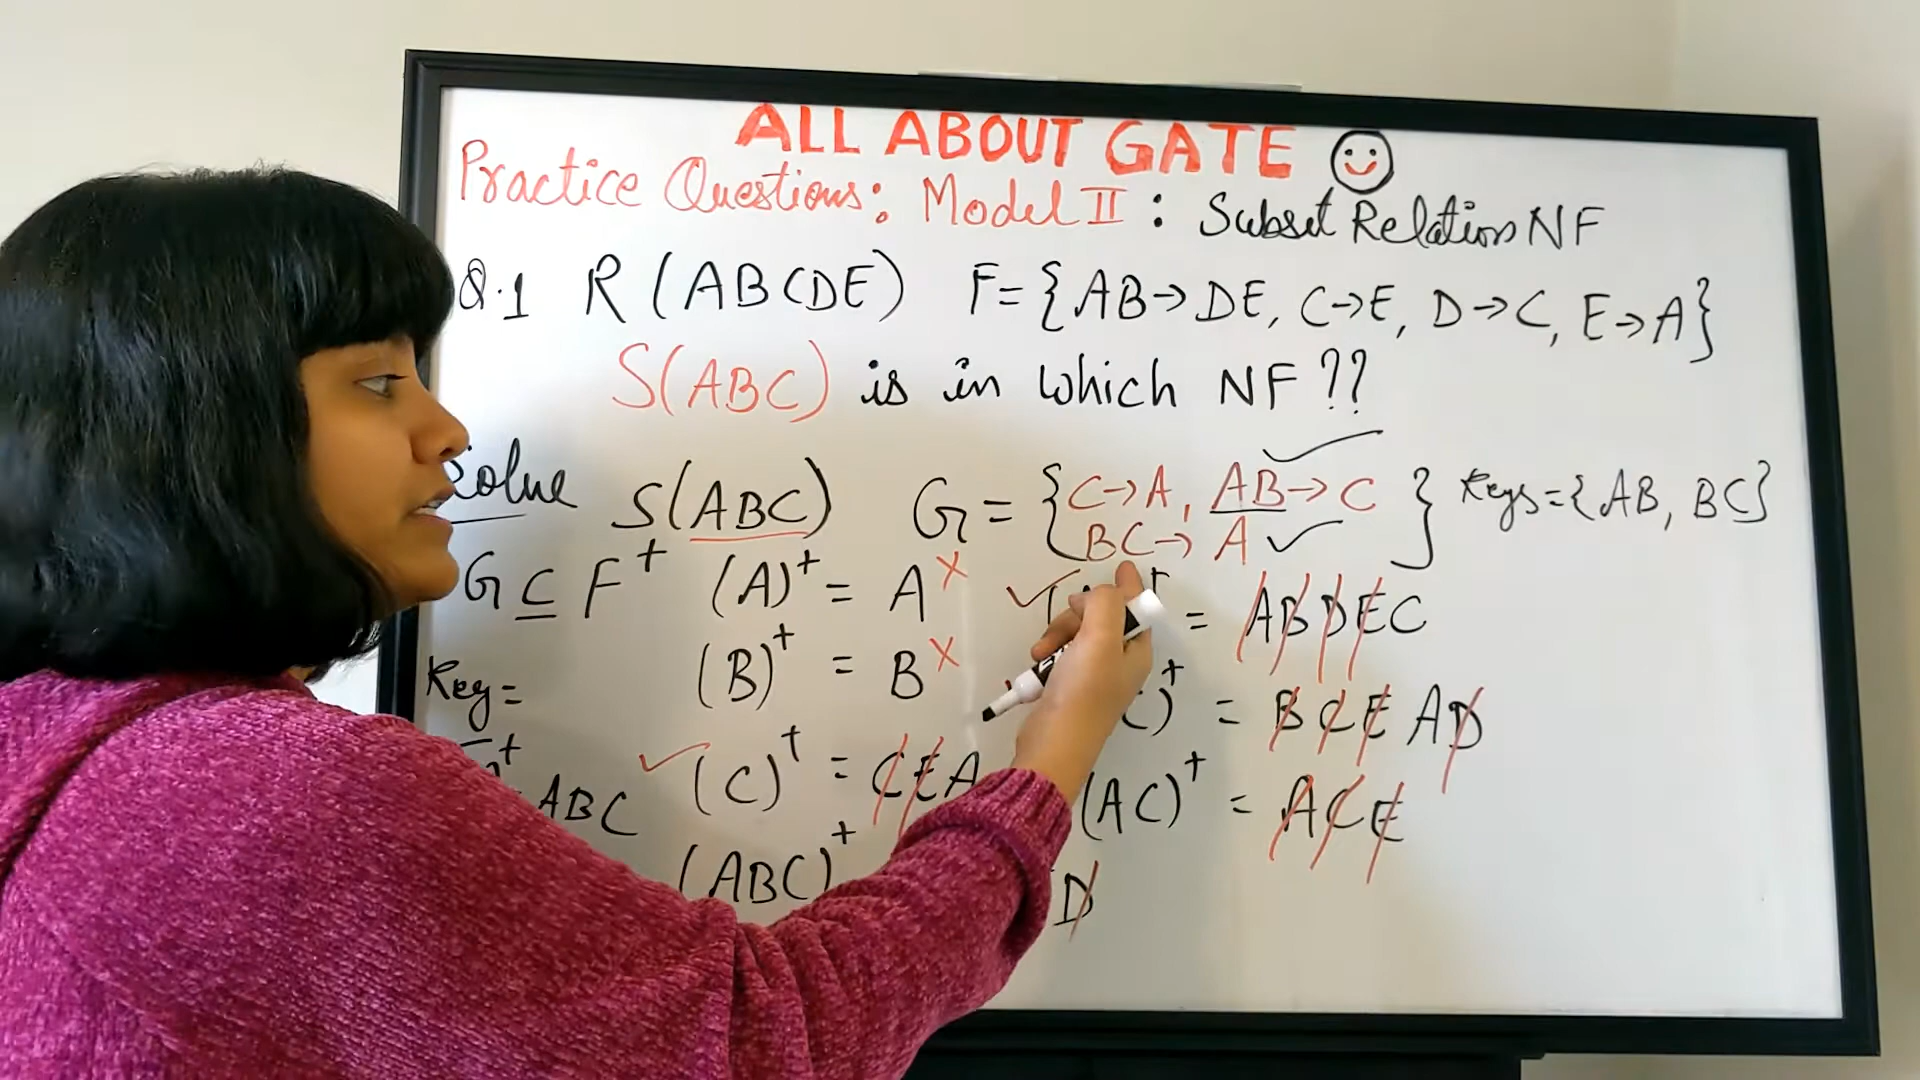 ALL ABOUT GATE
Practice Questions: Model II : Subset Relation NF
Q.1 R (ABCDE) F= {AB→DE, C→E, D→C, E→A}
S(ABC) is in which NF ??
Solve S(ABC) G = {C→A, AB→C
BC→A} Keys={AB, BC}
G ⊆ F+ (A)+ = A x = ABDEC
(B)+ = B x C)+ = BCEAD
Key=
(C)+ = CEA (AC)+ = ACE
ABC
(ABC)+ D